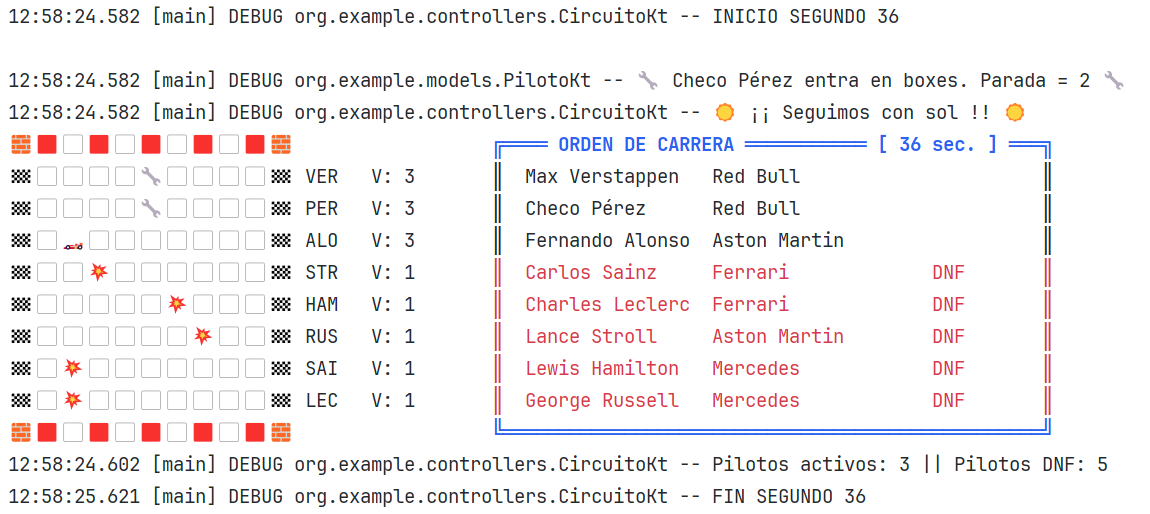 12:58:24.582 [main] DEBUG org.example.controllers.CircuitoKt -- INICIO SEGUNDO 36
12:58:24.582 [main] DEBUG org.example.models.PilotoKt -- 🔧 Checo Pérez entra en boxes. Parada = 2 🔧
12:58:24.582 [main] DEBUG org.example.controllers.CircuitoKt -- ¡¡ Seguimos con sol !!
ORDEN DE CARRERA [ 36 sec. ]
VER V: 3 Max Verstappen Red Bull
PER V: 3 Checo Pérez Red Bull
ALO V: 3 Fernando Alonso Aston Martin
STR V: 1 Carlos Sainz Ferrari DNF
HAM V: 1 Charles Leclerc Ferrari DNF
RUS V: 1 Lance Stroll Aston Martin DNF
SAI V: 1 Lewis Hamilton Mercedes DNF
LEC V: 1 George Russell Mercedes DNF
12:58:24.602 [main] DEBUG org.example.controllers.CircuitoKt -- Pilotos activos: 3 || Pilotos DNF: 5
12:58:25.621 [main] DEBUG org.example.controllers.CircuitoKt -- FIN SEGUNDO 36